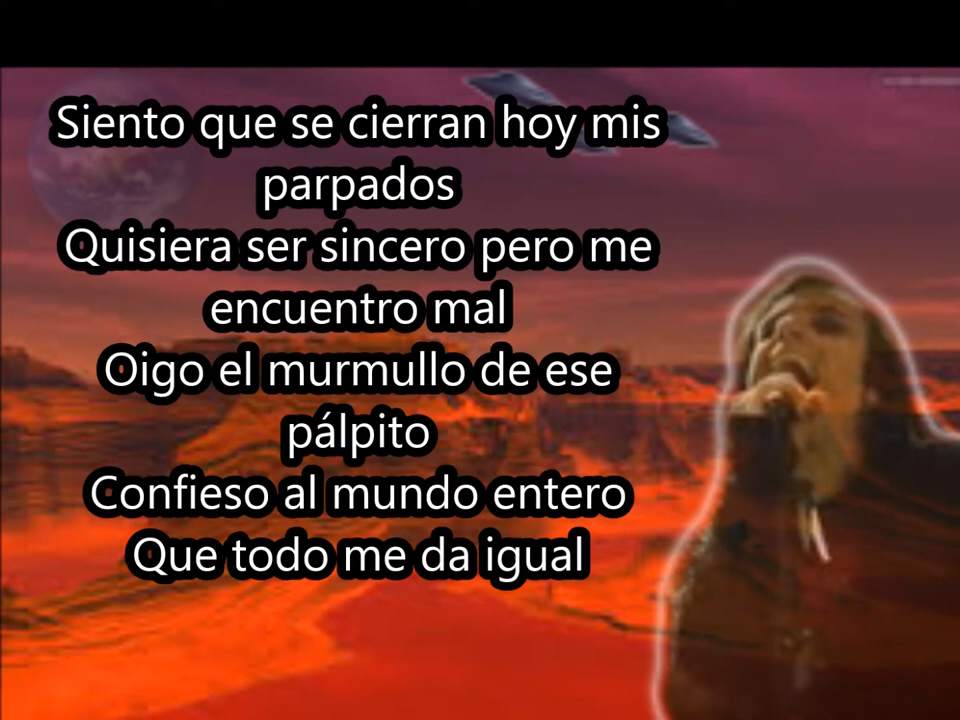 Siento que se cierran hoy mis
parpados
Quisiera ser sincero pero me
encuentro mal
Oigo el murmullo de ese
pálpito
Confieso al mundo entero
Que todo me da igual